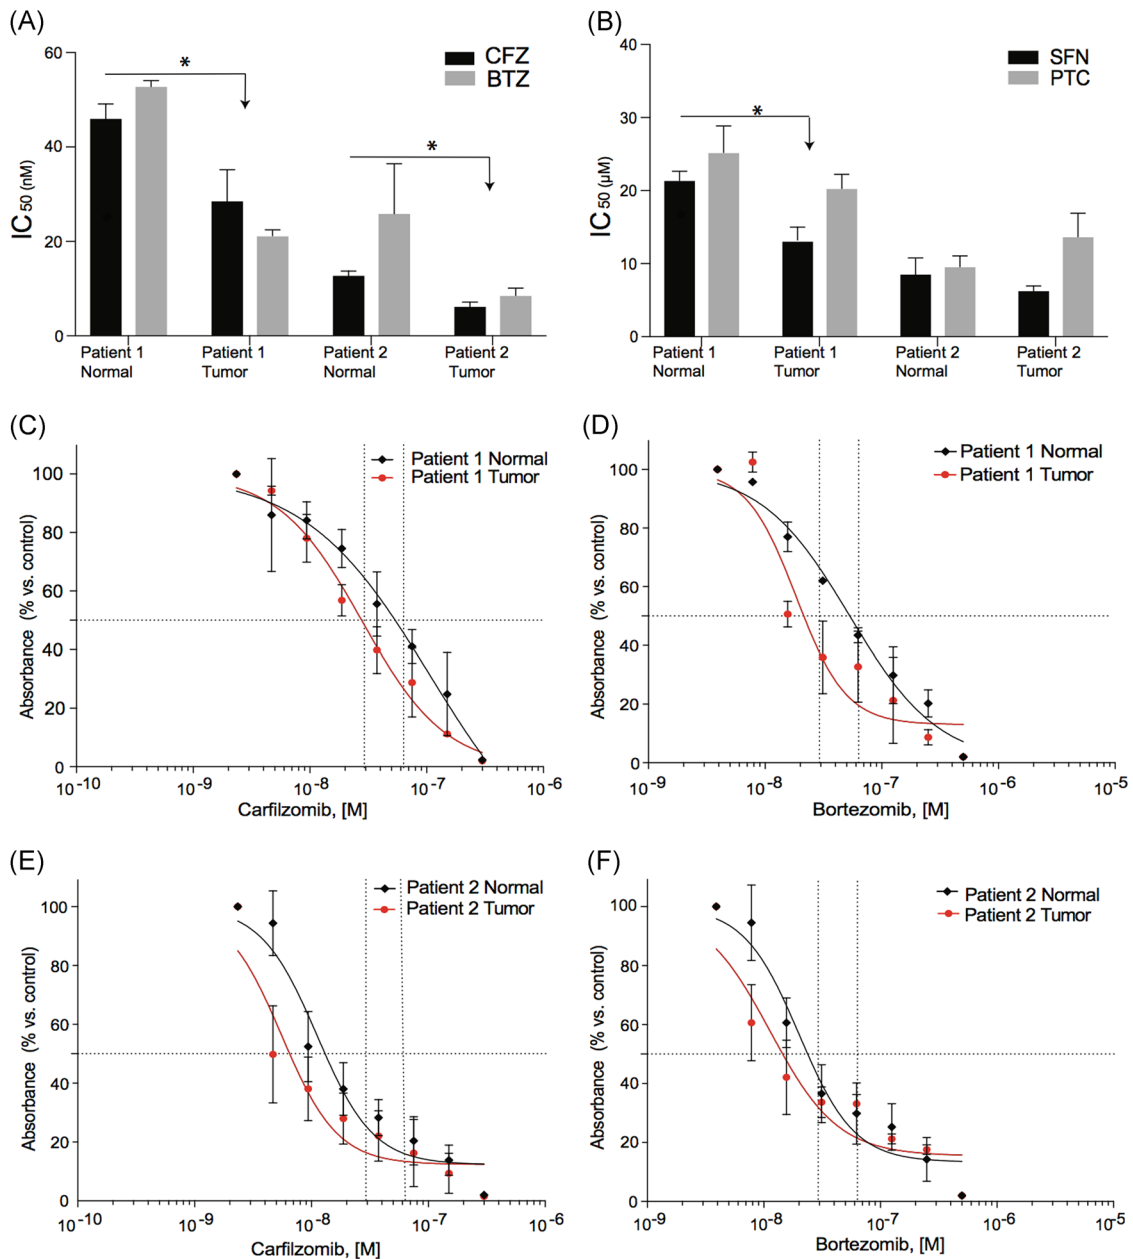 (A)
60
40
20
0
IC50 (nM)
CFZ
BTZ
*
*
Patient 1
Normal
Patient 1
Tumor
Patient 2
Normal
Patient 2
Tumor
(B)
40
30
20
10
0
IC50 (µM)
SFN
PTC
*
Patient 1
Normal
Patient 1
Tumor
Patient 2
Normal
Patient 2
Tumor
(C)
100
80
60
40
20
0
Absorbance (% vs. control)
Patient 1 Normal
Patient 1 Tumor
10-10
10-9
10-8
10-7
10-6
Carfilzomib, [M]
(D)
100
80
60
40
20
0
Absorbance (% vs. control)
Patient 1 Normal
Patient 1 Tumor
10-9
10-8
10-7
10-6
10-5
Bortezomib, [M]
(E)
100
80
60
40
20
0
Absorbance (% vs. control)
Patient 2 Normal
Patient 2 Tumor
10-10
10-9
10-8
10-7
10-6
Carfilzomib, [M]
(F)
100
80
60
40
20
0
Absorbance (% vs. control)
Patient 2 Normal
Patient 2 Tumor
10-9
10-8
10-7
10-6
10-5
Bortezomib, [M]